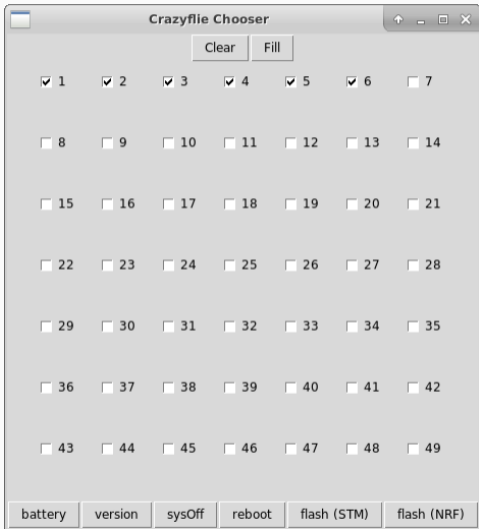 Crazyflie Chooser
Clear Fill
1 2 3 4 5 6 7
8 9 10 11 12 13 14
15 16 17 18 19 20 21
22 23 24 25 26 27 28
29 30 31 32 33 34 35
36 37 38 39 40 41 42
43 44 45 46 47 48 49
battery version sysOff reboot flash (STM) flash (NRF)